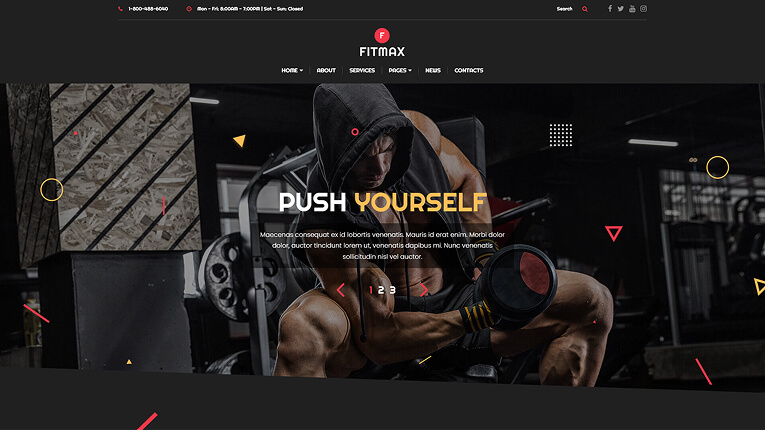 1-800-488-6040
Mon – Fri: 8:00AM – 7:00PM | Sat – Sun: Closed
Search
F
FITMAX
HOME
ABOUT
SERVICES
PAGES
NEWS
CONTACTS
PUSH YOURSELF
Maecenas consequat ex id lobortis venenatis. Mauris id erat enim. Morbi dolor
dolor, auctor tincidunt lorem ut, venenatis dapibus mi. Nunc venenatis
sollicitudin nisl vel auctor.
1 2 3